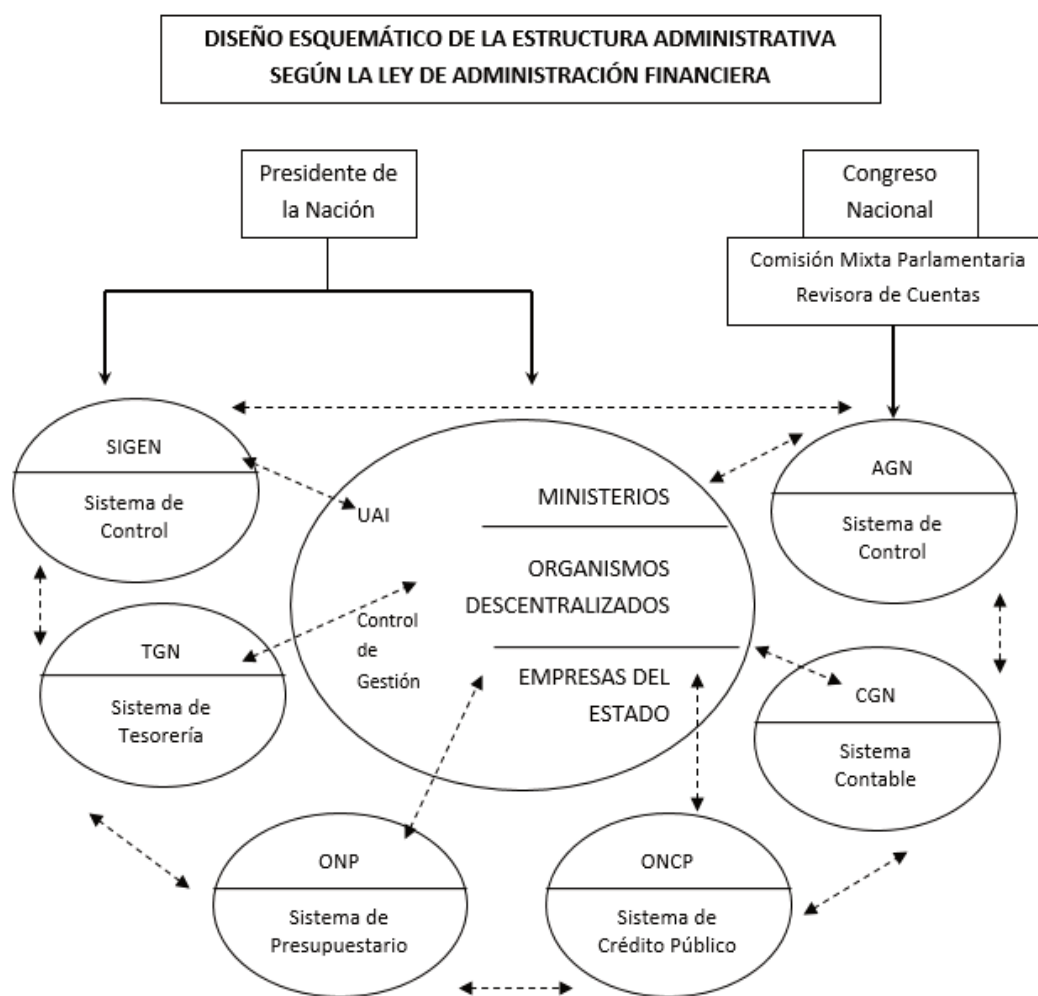 DISEÑO ESQUEMÁTICO DE LA ESTRUCTURA ADMINISTRATIVA
SEGÚN LA LEY DE ADMINISTRACIÓN FINANCIERA
Presidente de
la Nación
Congreso
Nacional
Comisión Mixta Parlamentaria
Revisora de Cuentas
SIGEN
Sistema de
Control
UAI
MINISTERIOS
ORGANISMOS
DESCENTRALIZADOS
EMPRESAS DEL
ESTADO
Control
de
Gestión
AGN
Sistema de
Control
TGN
Sistema de
Tesorería
CGN
Sistema
Contable
ONP
Sistema de
Presupuestario
ONCP
Sistema de
Crédito Público